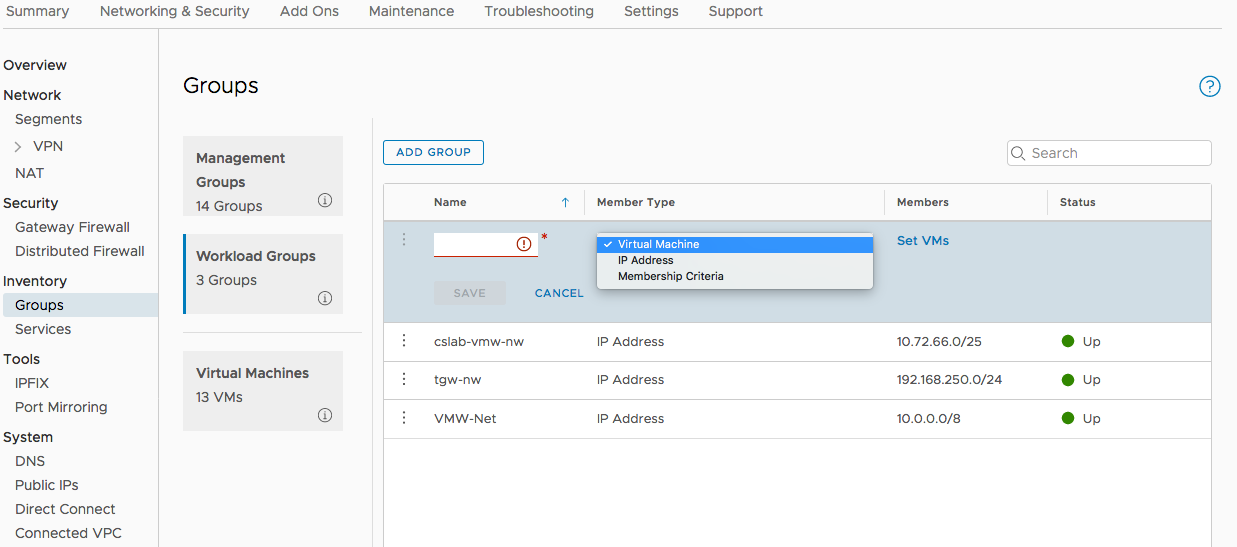 Summary Networking & Security Add Ons Maintenance Troubleshooting Settings Support
Overview
Network
Segments
VPN
NAT
Security
Gateway Firewall
Distributed Firewall
Inventory
Groups
Services
Tools
IPFIX
Port Mirroring
System
DNS
Public IPs
Direct Connect
Connected VPC
Groups
?
Management
Groups
14 Groups
Workload Groups
3 Groups
Virtual Machines
13 VMs
ADD GROUP
Search
Name Member Type Members Status
! *
✓ Virtual Machine
IP Address
Membership Criteria
Set VMs
SAVE CANCEL
cslab-vmw-nw IP Address 10.72.66.0/25 Up
tgw-nw IP Address 192.168.250.0/24 Up
VMW-Net IP Address 10.0.0.0/8 Up